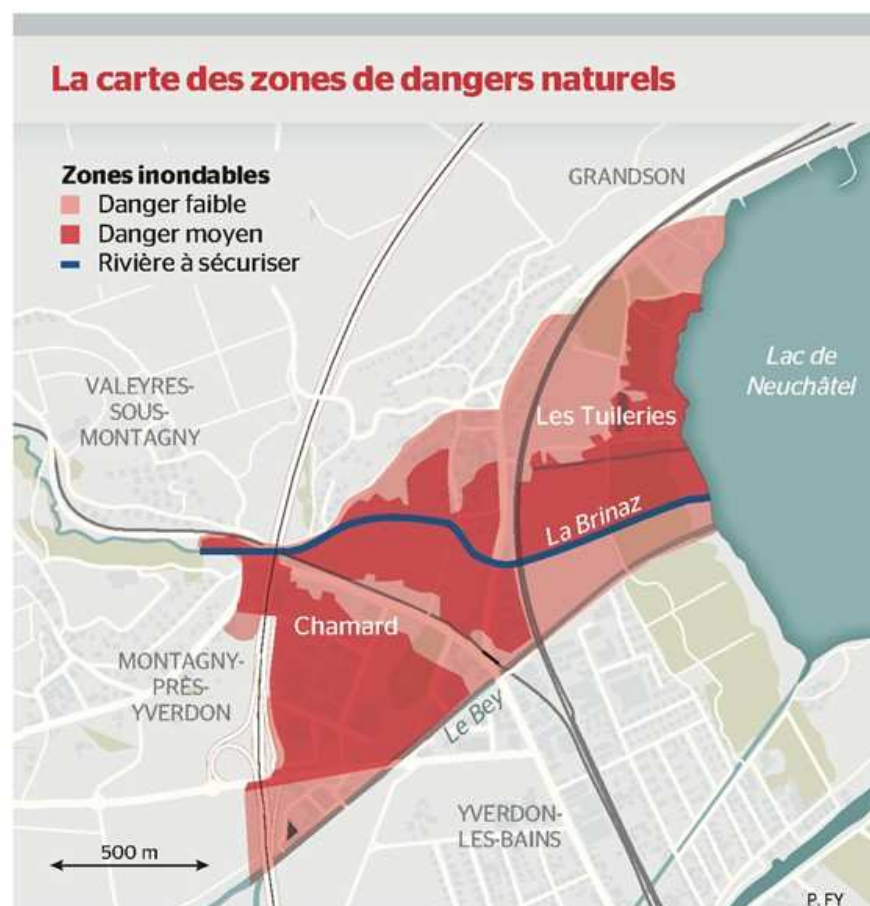 La carte des zones de dangers naturels
Zones inondables
Danger faible
Danger moyen
Rivière à sécuriser
GRANDSON
Lac de
Neuchâtel
VALEYRES-
SOUS-
MONTAGNY
Les Tuileries
La Brinaz
Chamard
MONTAGNY-
PRÈS-
YVERDON
Le Bey
YVERDON-
LES-BAINS
500 m
P. FY